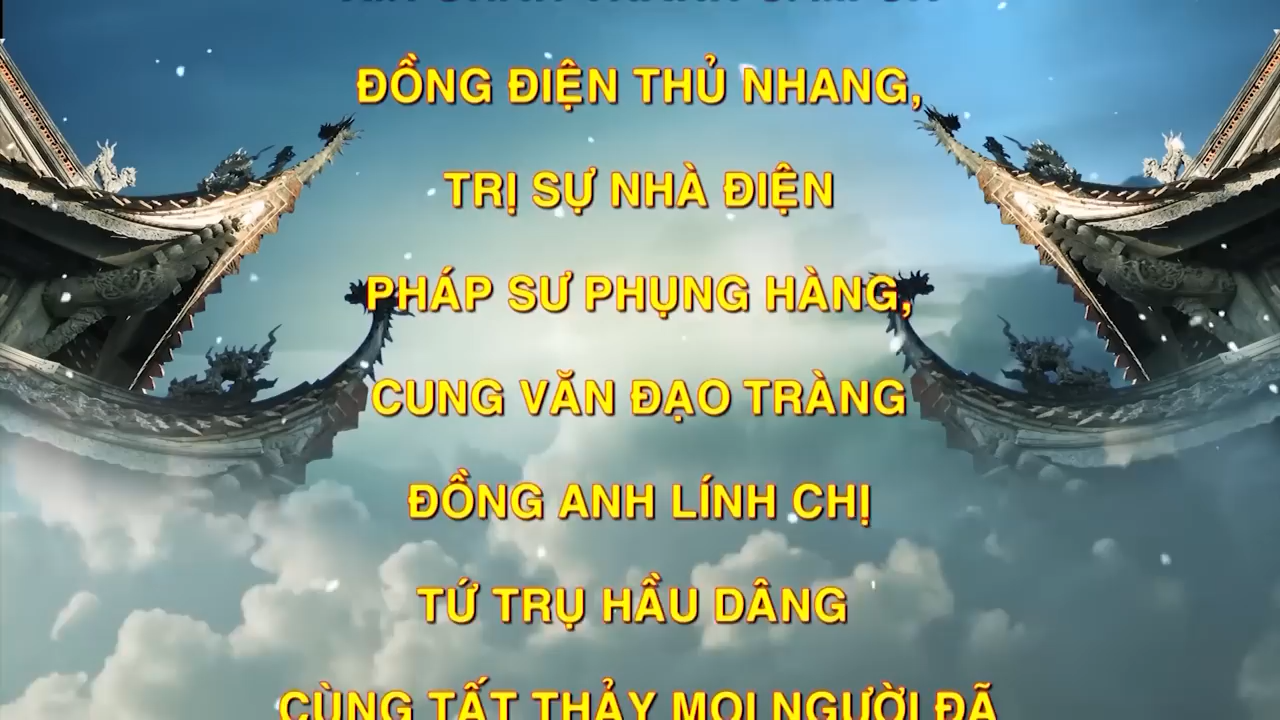 ĐỒNG ĐIỆN THỦ NHANG,
TRỊ SỰ NHÀ ĐIỆN
PHÁP SƯ PHỤNG HÀNG,
CUNG VĂN ĐẠO TRÀNG
ĐỒNG ANH LÍNH CHỊ
TỨ TRỤ HẦU DÂNG
CÙNG TẤT THẢY MỌI NGƯỜI ĐÃ